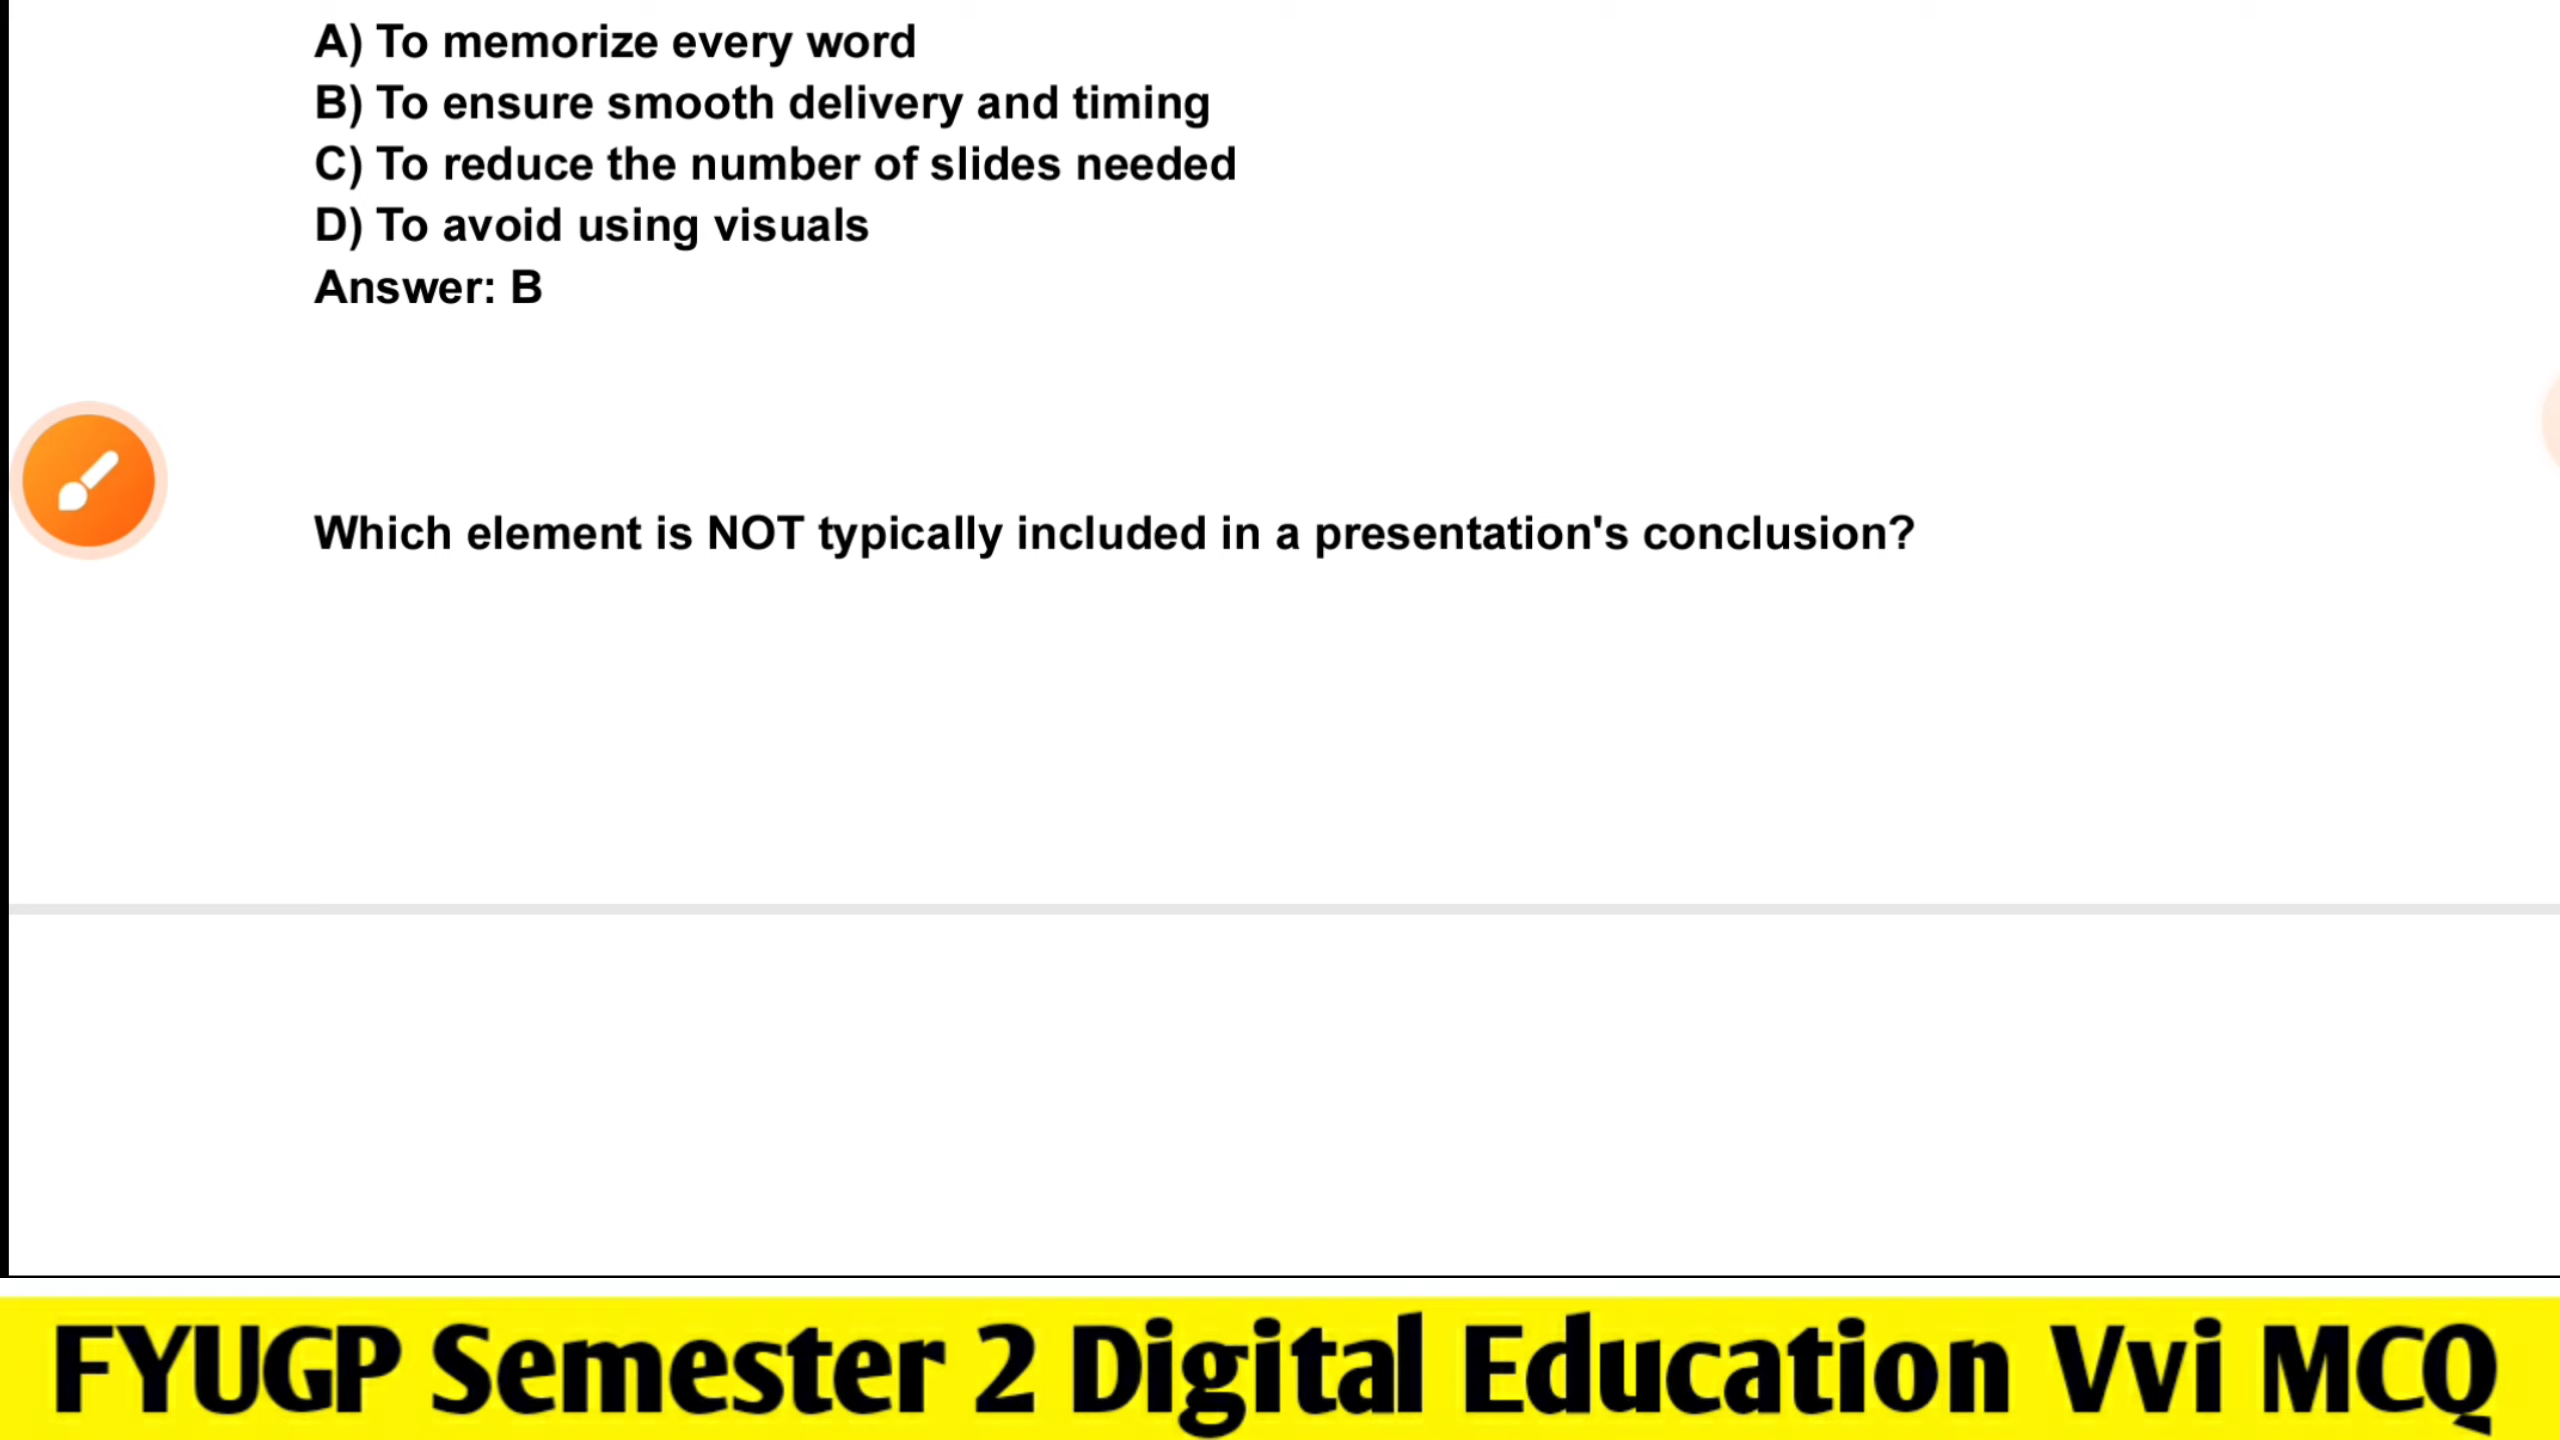 A) To memorize every word
B) To ensure smooth delivery and timing
C) To reduce the number of slides needed
D) To avoid using visuals
Answer: B
Which element is NOT typically included in a presentation's conclusion?
FYUGP Semester 2 Digital Education Vvi MCQ